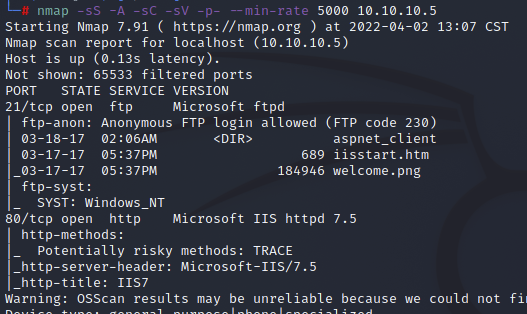 └─# nmap -sS -A -sC -sV -p- --min-rate 5000 10.10.10.5
Starting Nmap 7.91 ( https://nmap.org ) at 2022-04-02 13:07 CST
Nmap scan report for localhost (10.10.10.5)
Host is up (0.13s latency).
Not shown: 65533 filtered ports
PORT   STATE SERVICE VERSION
21/tcp open  ftp     Microsoft ftpd
| ftp-anon: Anonymous FTP login allowed (FTP code 230)
| 03-18-17  02:06AM       <DIR>          aspnet_client
| 03-17-17  05:37PM                  689 iisstart.htm
|_03-17-17  05:37PM               184946 welcome.png
| ftp-syst:
|_  SYST: Windows_NT
80/tcp open  http    Microsoft IIS httpd 7.5
| http-methods:
|_  Potentially risky methods: TRACE
|_http-server-header: Microsoft-IIS/7.5
|_http-title: IIS7
Warning: OSScan results may be unreliable because we could not fi
Device type: general purpose|phone|specialized